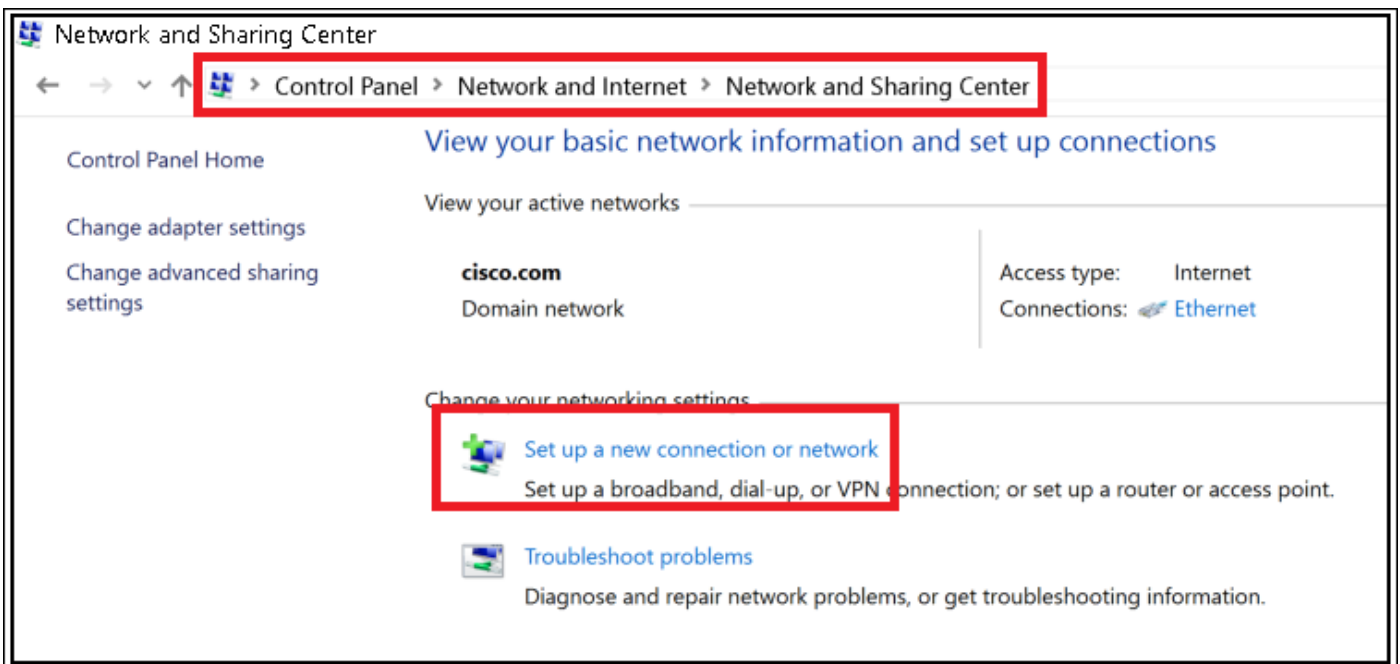 Network and Sharing Center
Control Panel > Network and Internet > Network and Sharing Center
Control Panel Home
Change adapter settings
Change advanced sharing
settings
View your basic network information and set up connections
View your active networks
cisco.com
Domain network
Access type: Internet
Connections: Ethernet
Change your networking settings
Set up a new connection or network
Set up a broadband, dial-up, or VPN connection; or set up a router or access point.
Troubleshoot problems
Diagnose and repair network problems, or get troubleshooting information.